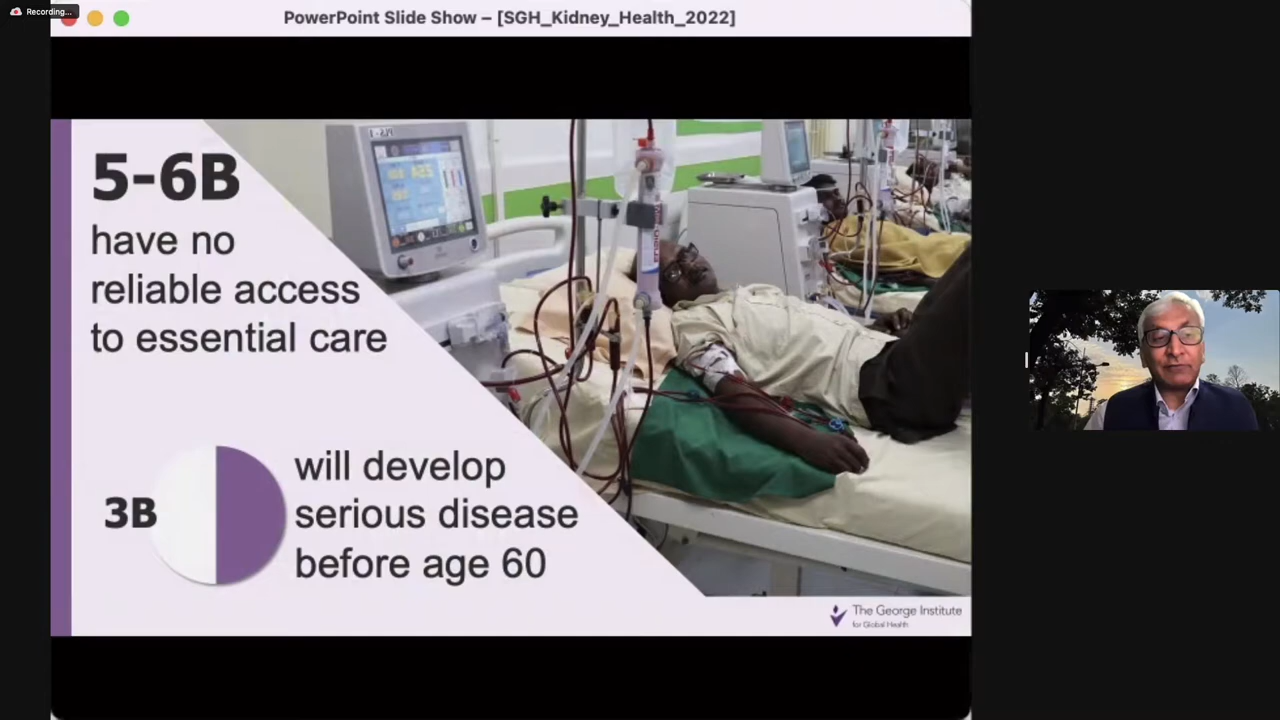 Recording...
PowerPoint Slide Show – [SGH_Kidney_Health_2022]
5-6B
have no
reliable access
to essential care
3B
will develop
serious disease
before age 60
The George Institute
for Global Health